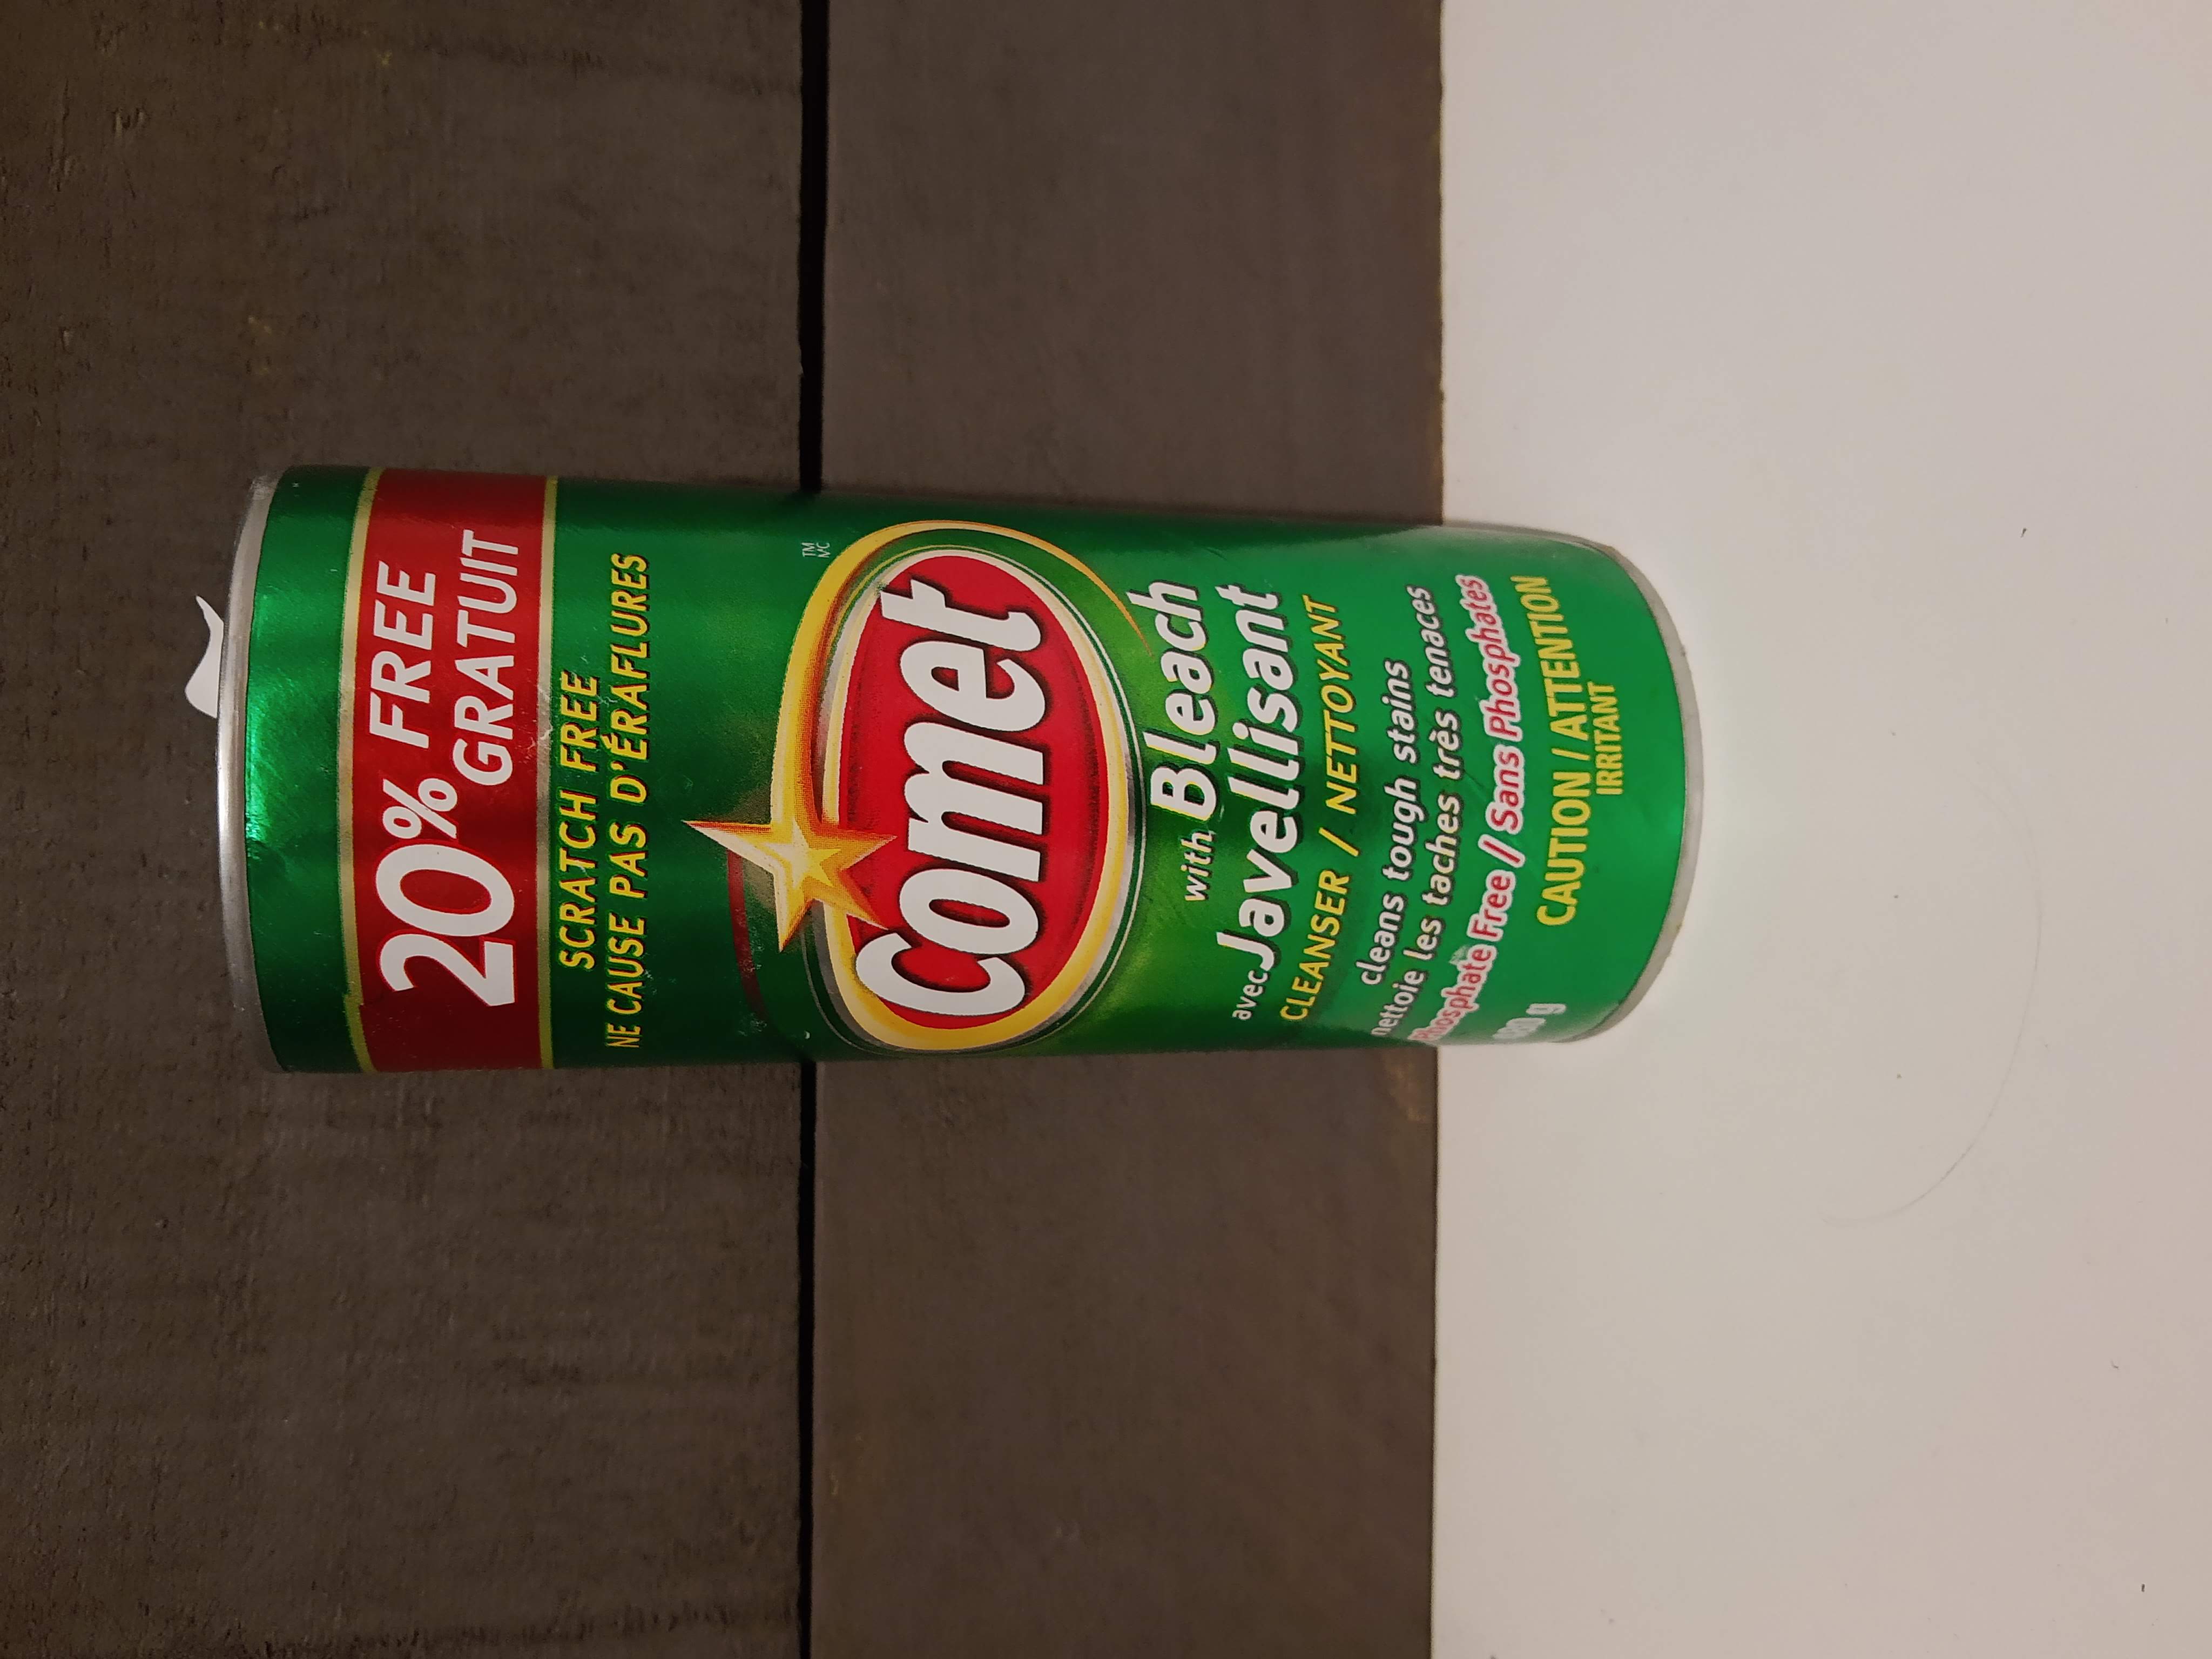 20% FREE
GRATUIT
SCRATCH FREE
NE CAUSE PAS D'ÉRAFLURES
TM
MC
Comet
with Bleach
avec Javellisant
CLEANSER / NETTOYANT
cleans tough stains
nettoie les taches très tenaces
Phosphate Free / Sans Phosphates
g
CAUTION / ATTENTION
IRRITANT